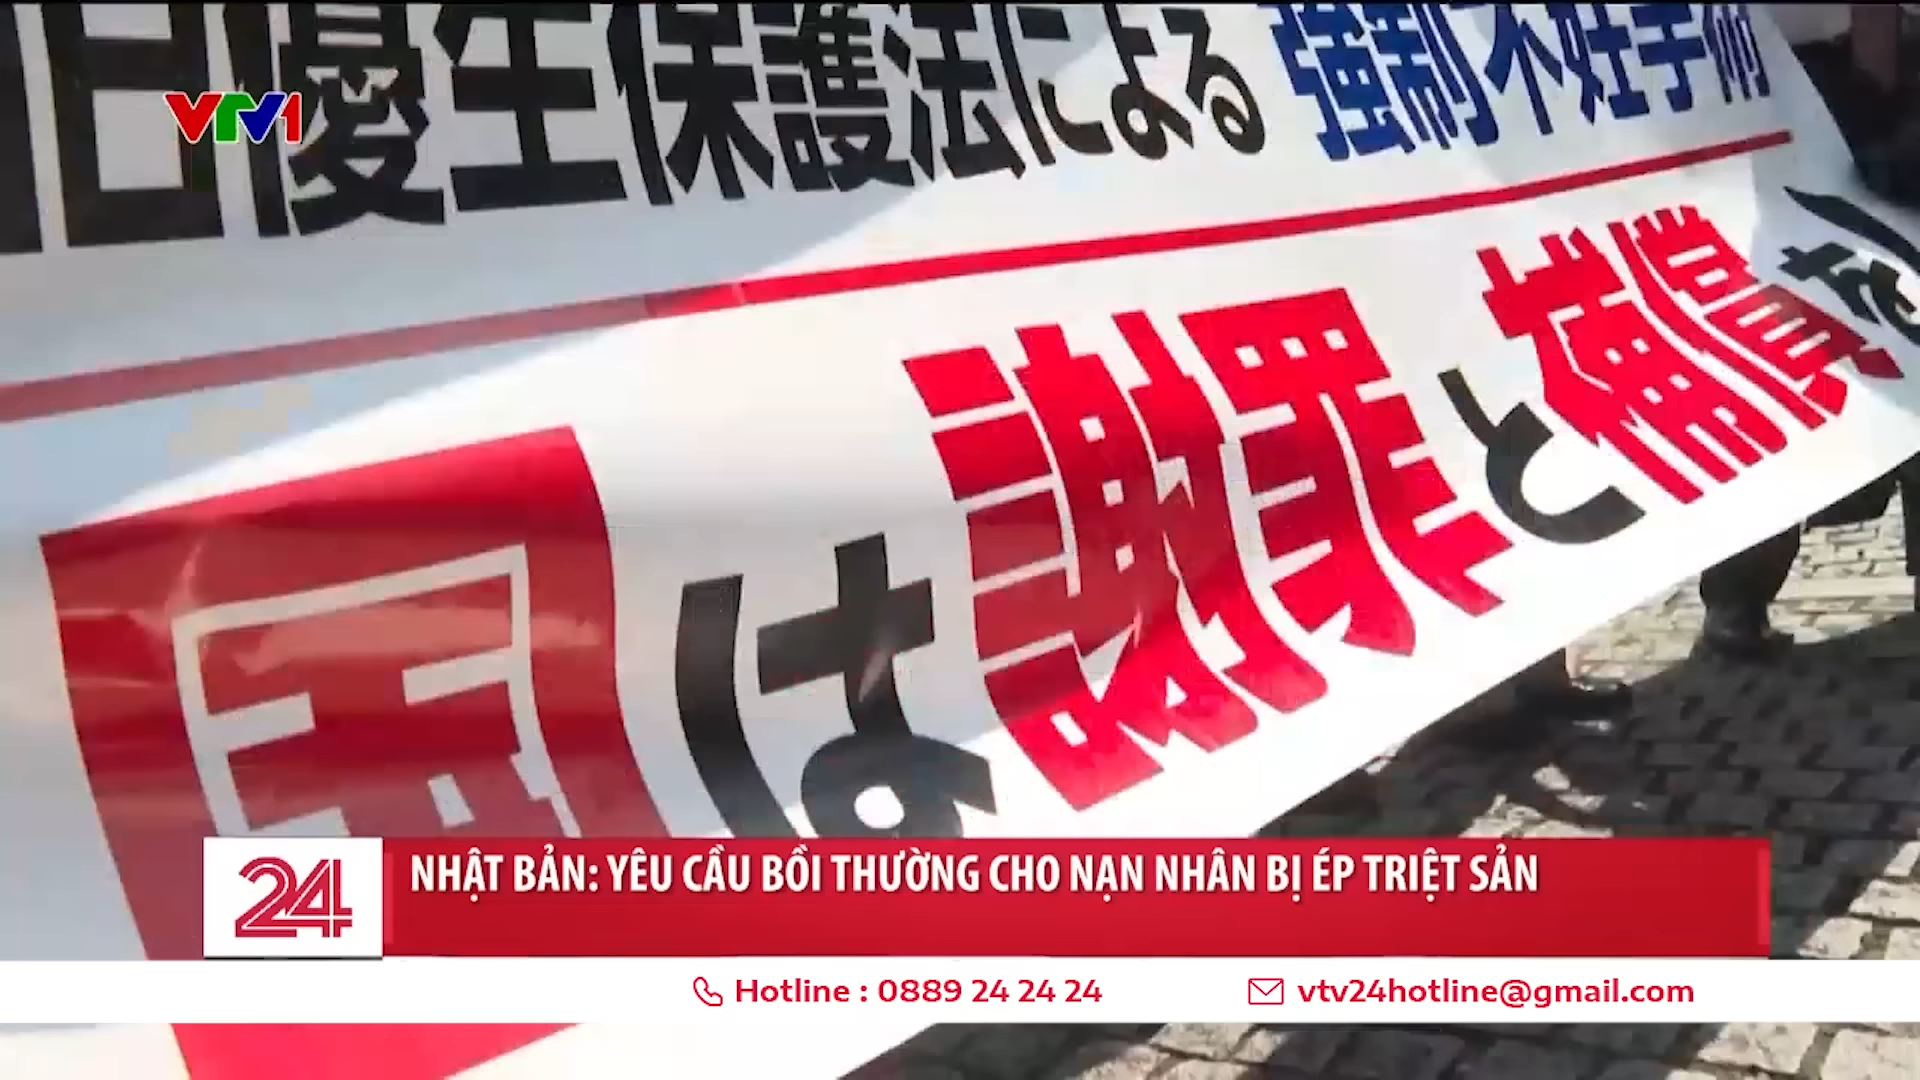 旧優生保護法による強制不妊手術
VTV1
国は謝罪と補償を
24
NHẬT BẢN: YÊU CẦU BỒI THƯỜNG CHO NẠN NHÂN BỊ ÉP TRIỆT SẢN
Hotline : 0889 24 24 24
vtv24hotline@gmail.com